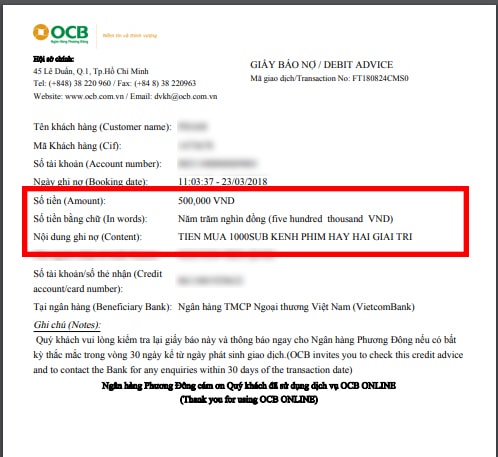 OCB
Ngân Hàng Phương Đông
Niềm tin và thịnh vượng
Hội sở chính:
45 Lê Duẩn, Q.1, Tp.Hồ Chí Minh
Tel: (+848) 38 220 960 / Fax: (+84 8) 38 220963
Website: www.ocb.com.vn / Email: dvkh@ocb.com.vn
GIẤY BÁO NỢ / DEBIT ADVICE
Mã giao dịch/Transaction No: FT180824CMS0
Tên khách hàng (Customer name):
Mã Khách hàng (Cif):
Số tài khoản (Account number):
Ngày ghi nợ (Booking date): 11:03:37 - 23/03/2018
Số tiền (Amount): 500,000 VND
Số tiền bằng chữ (In words): Năm trăm nghìn đồng (five hundred thousand VND)
Nội dung ghi nợ (Content): TIEN MUA 1000SUB KENH PHIM HAY HAI GIAI TRI
Số tài khoản/số thẻ nhận (Credit
account/card number):
Tại ngân hàng (Beneficiary Bank): Ngân hàng TMCP Ngoại thương Việt Nam (VietcomBank)
Ghi chú (Notes):
Quý khách vui lòng kiểm tra lại giấy báo này và thông báo ngay cho Ngân hàng Phương Đông nếu có bất
kỳ thắc mắc trong vòng 30 ngày kể từ ngày phát sinh giao dịch.(OCB invites you to check this credit advice
and to contact the Bank for any enquiries within 30 days of the transaction date)
Ngân hàng Phương Đông cám ơn Quý khách đã sử dụng dịch vụ OCB ONLINE
(Thank you for using OCB ONLINE)